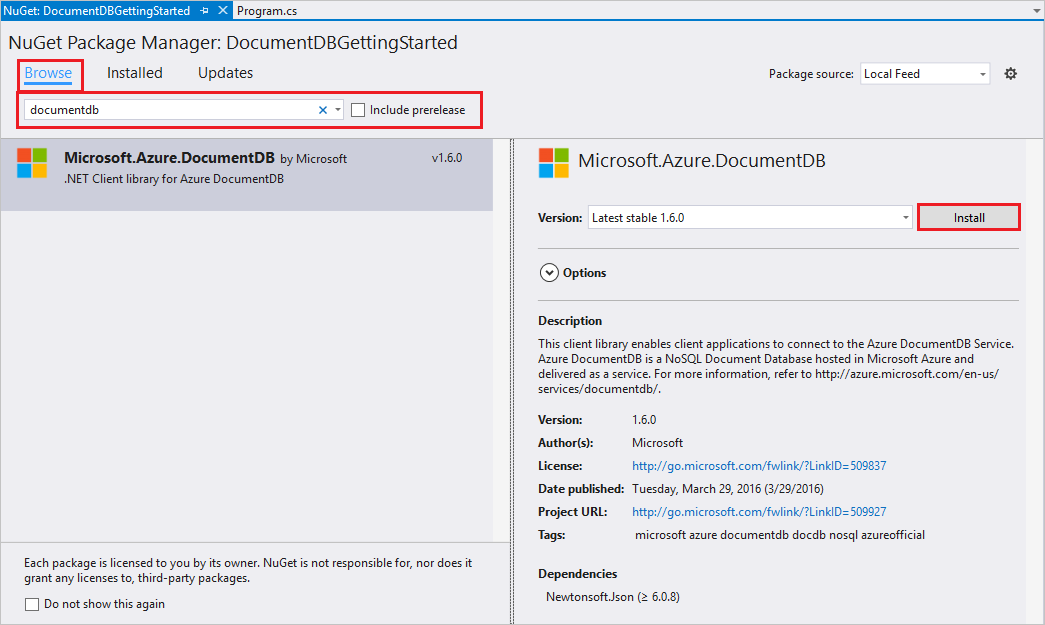 NuGet: DocumentDBGettingStarted Program.cs
NuGet Package Manager: DocumentDBGettingStarted
Browse Installed Updates
Package source: Local Feed
documentdb Include prerelease
Microsoft.Azure.DocumentDB by Microsoft v1.6.0
.NET Client library for Azure DocumentDB
Each package is licensed to you by its owner. NuGet is not responsible for, nor does it
grant any licenses to, third-party packages.
Do not show this again
Microsoft.Azure.DocumentDB
Version: Latest stable 1.6.0 Install
Options
Description
This client library enables client applications to connect to the Azure DocumentDB Service.
Azure DocumentDB is a NoSQL Document Database hosted in Microsoft Azure and
delivered as a service. For more information, refer to http://azure.microsoft.com/en-us/
services/documentdb/.
Version: 1.6.0
Author(s): Microsoft
License: http://go.microsoft.com/fwlink/?LinkID=509837
Date published: Tuesday, March 29, 2016 (3/29/2016)
Project URL: http://go.microsoft.com/fwlink/?LinkID=509927
Tags: microsoft azure documentdb docdb nosql azureofficial
Dependencies
Newtonsoft.Json (≥ 6.0.8)